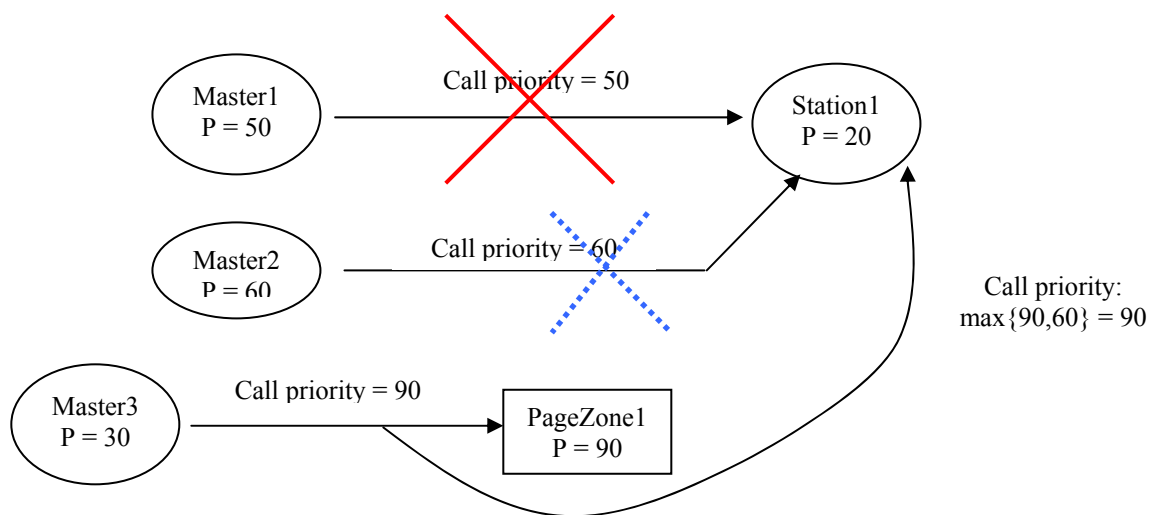 Call priority = 50
Master1
P = 50
Station1
P = 20
Call priority = 60
Master2
P = 60
Call priority:
max{90,60} = 90
Call priority = 90
Master3
P = 30
PageZone1
P = 90